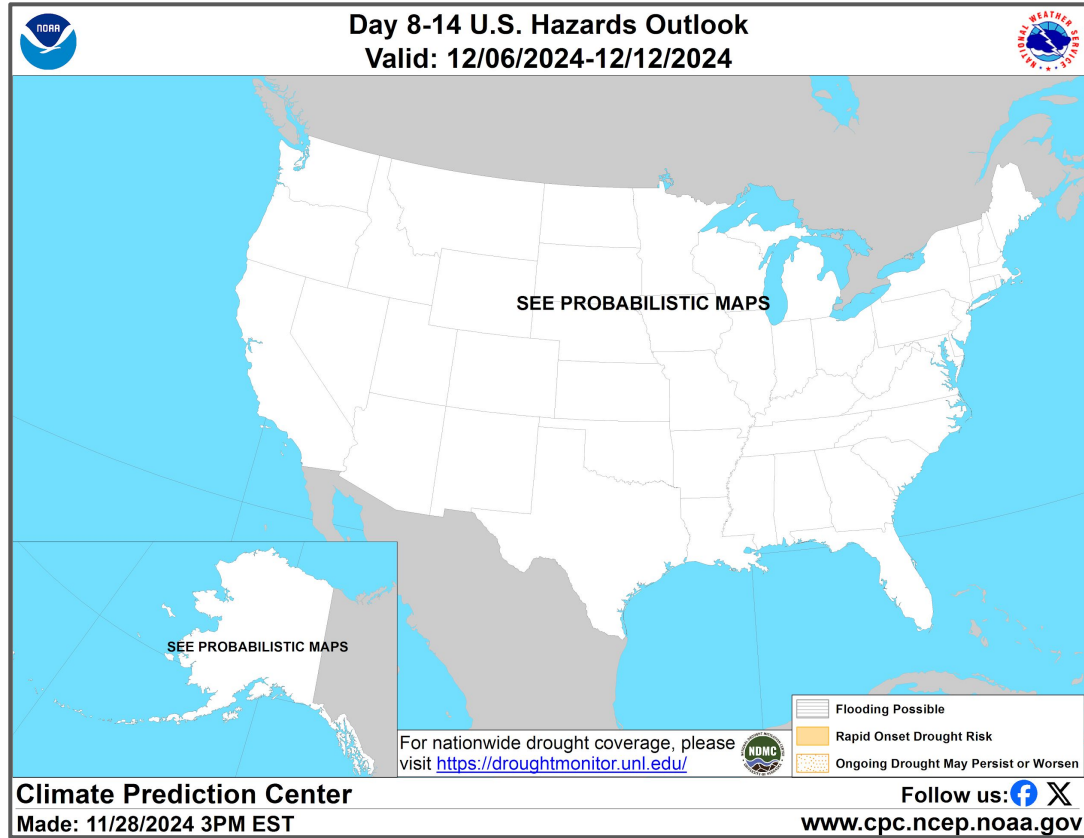 NOAA
Day 8-14 U.S. Hazards Outlook
Valid: 12/06/2024-12/12/2024
NATIONAL WEATHER SERVICE
SEE PROBABILISTIC MAPS
SEE PROBABILISTIC MAPS
Flooding Possible
Rapid Onset Drought Risk
Ongoing Drought May Persist or Worsen
For nationwide drought coverage, please
visit https://droughtmonitor.unl.edu/
NDMC
Climate Prediction Center
Follow us:
Made: 11/28/2024 3PM EST
www.cpc.ncep.noaa.gov